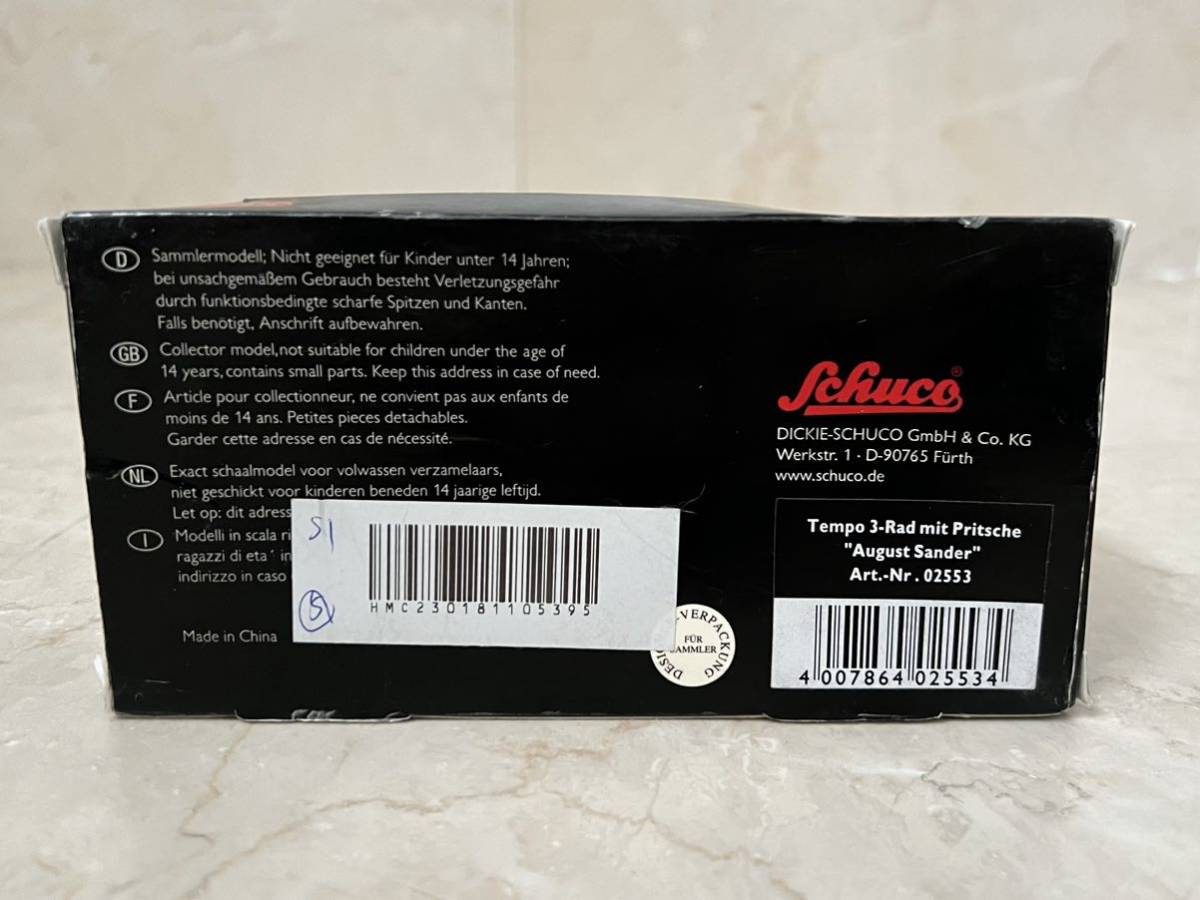 D
Sammlermodell; Nicht geeignet für Kinder unter 14 Jahren;
bei unsachgemäßem Gebrauch besteht Verletzungsgefahr
durch funktionsbedingte scharfe Spitzen und Kanten.
Falls benötigt, Anschrift aufbewahren.
GB
Collector model, not suitable for children under the age of
14 years, contains small parts. Keep this address in case of need.
F
Article pour collectionneur, ne convient pas aux enfants de
moins de 14 ans. Petites pieces detachables.
Garder cette adresse en cas de nécessité.
NL
Exact schaalmodel voor volwassen verzamelaars,
niet geschickt voor kinderen beneden 14 jaarige leftijd.
Let op: dit adress
I
Modelli in scala ri
ragazzi di eta´ in
indirizzo in caso
Made in China
S1
HMC230181105395
DESIG
-VERPACKUNG
FÜR
SAMMLER
Schuco®
DICKIE-SCHUCO GmbH & Co. KG
Werkstr. 1 · D-90765 Fürth
www.schuco.de
Tempo 3-Rad mit Pritsche
"August Sander"
Art.-Nr. 02553
4 007864 025534